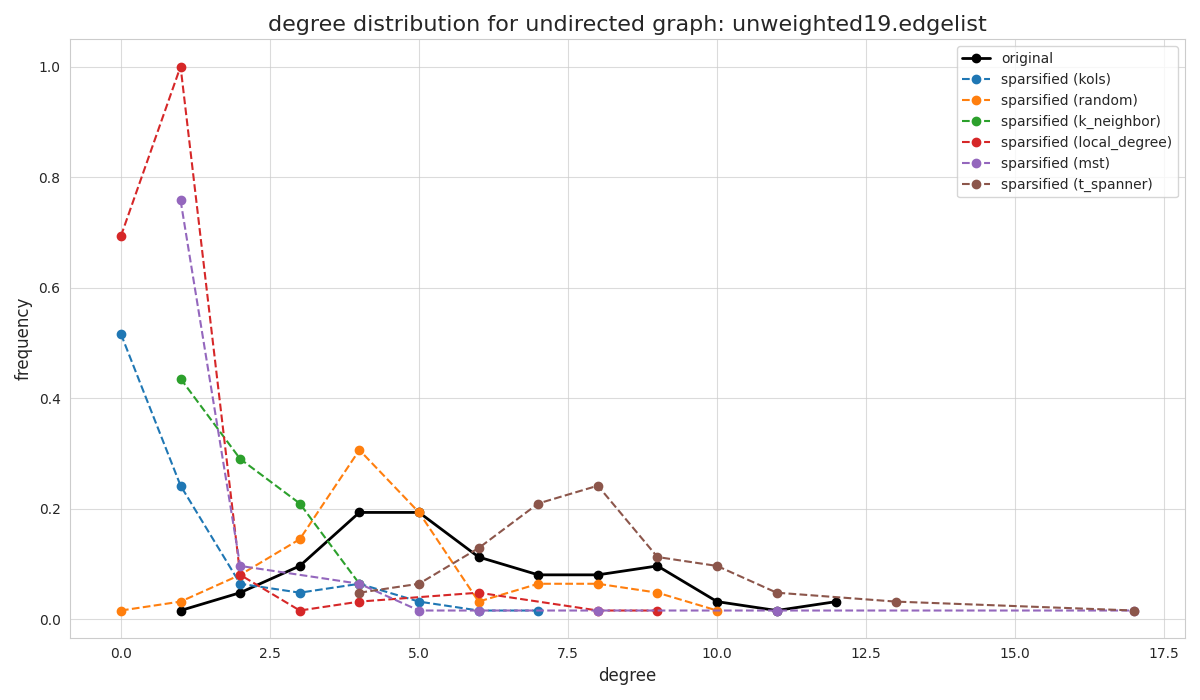 degree distribution for undirected graph: unweighted19.edgelist
original
sparsified (kols)
sparsified (random)
sparsified (k_neighbor)
sparsified (local_degree)
sparsified (mst)
sparsified (t_spanner)
frequency
1.0
0.8
0.6
0.4
0.2
0.0
0.0 2.5 5.0 7.5 10.0 12.5 15.0 17.5
degree